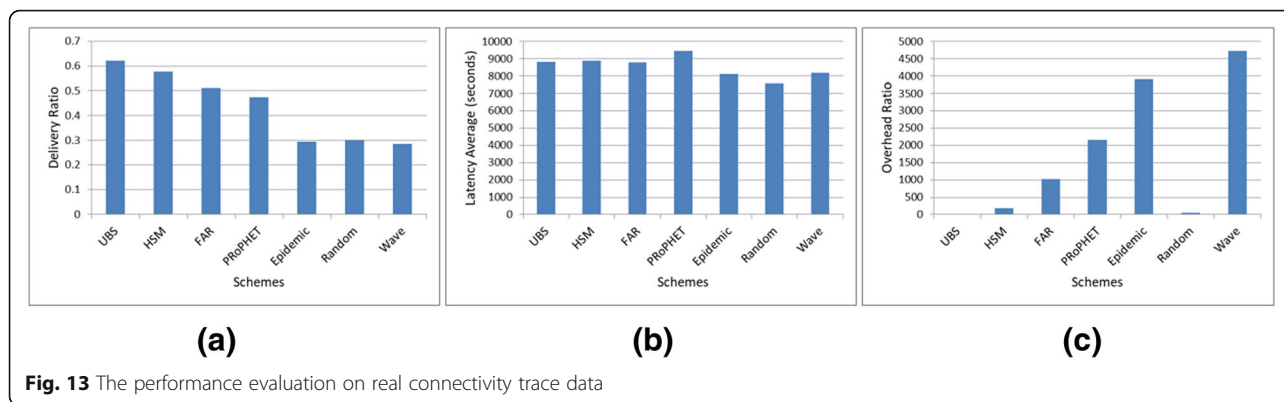 0.7
0.6
0.5
0.4
0.3
0.2
0.1
0
Delivery Ratio
UBS
HSM
FAR
PRoPHET
Epidemic
Random
Wave
Schemes
(a)
10000
9000
8000
7000
6000
5000
4000
3000
2000
1000
0
Latency Average (seconds)
UBS
HSM
FAR
PRoPHET
Epidemic
Random
Wave
Schemes
(b)
5000
4500
4000
3500
3000
2500
2000
1500
1000
500
0
Overhead Ratio
UBS
HSM
FAR
PRoPHET
Epidemic
Random
Wave
Schemes
(c)
Fig. 13 The performance evaluation on real connectivity trace data